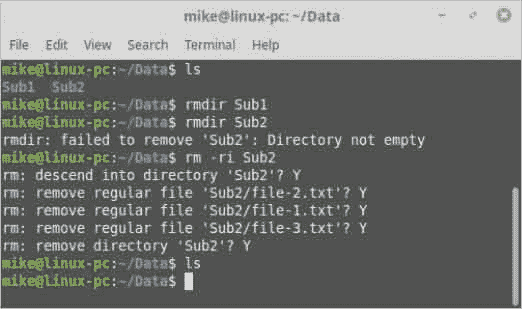 mike@linux-pc: ~/Data
File Edit View Search Terminal Help
mike@linux-pc:~/Data$ ls
Sub1 Sub2
mike@linux-pc:~/Data$ rmdir Sub1
mike@linux-pc:~/Data$ rmdir Sub2
rmdir: failed to remove 'Sub2': Directory not empty
mike@linux-pc:~/Data$ rm -ri Sub2
rm: descend into directory 'Sub2'? Y
rm: remove regular file 'Sub2/file-2.txt'? Y
rm: remove regular file 'Sub2/file-1.txt'? Y
rm: remove regular file 'Sub2/file-3.txt'? Y
rm: remove directory 'Sub2'? Y
mike@linux-pc:~/Data$ ls
mike@linux-pc:~/Data$